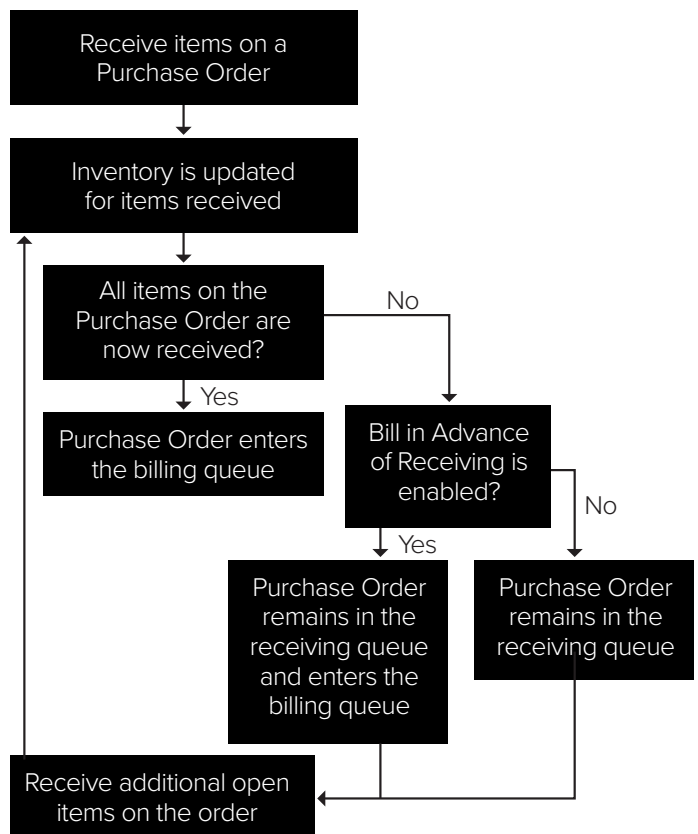 Receive items on a
Purchase Order
Inventory is updated
for items received
All items on the
Purchase Order are
now received?
No
Yes
Purchase Order enters
the billing queue
Bill in Advance
of Receiving is
enabled?
No
Yes
Purchase Order
remains in the
receiving queue
and enters the
billing queue
Purchase Order
remains in the
receiving queue
Receive additional open
items on the order